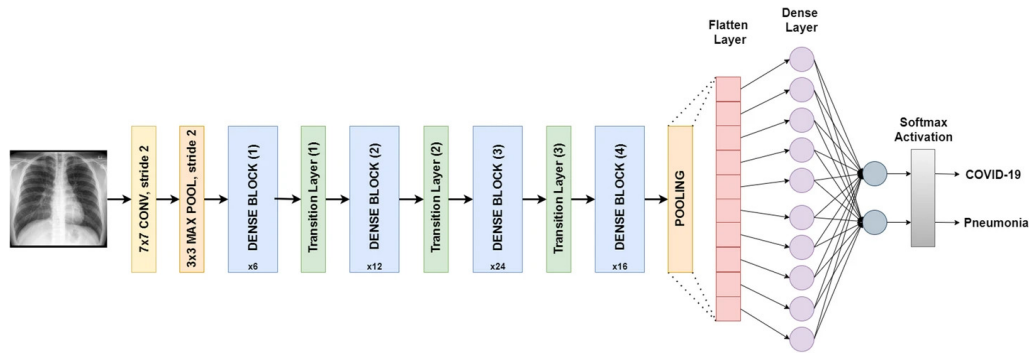 Flatten
Layer
Dense
Layer
7x7 CONV, stride 2
3x3 MAX POOL, stride 2
DENSE BLOCK (1)
x6
Transition Layer (1)
DENSE BLOCK (2)
x12
Transition Layer (2)
DENSE BLOCK (3)
x24
Transition Layer (3)
DENSE BLOCK (4)
x16
POOLING
Softmax
Activation
COVID-19
Pneumonia